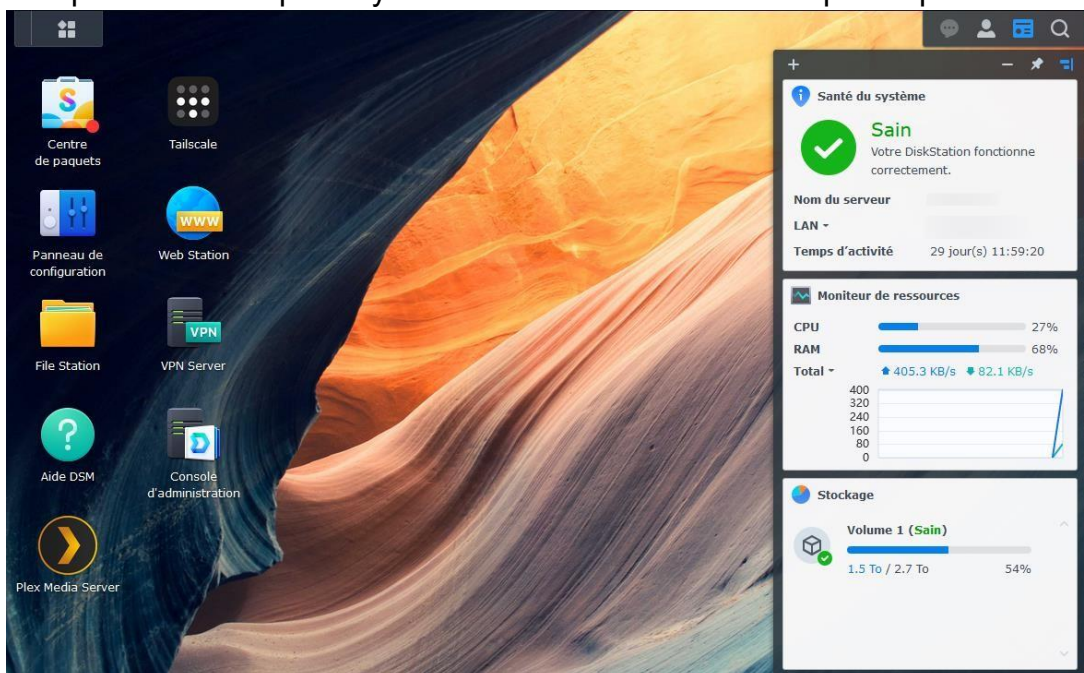 Centre
de paquets
Tailscale
Panneau de
configuration
WWW
Web Station
File Station
VPN
VPN Server
Aide DSM
Console
d'administration
Plex Media Server
Santé du système
Sain
Votre DiskStation fonctionne
correctement.
Nom du serveur
LAN
Temps d'activité 29 jour(s) 11:59:20
Moniteur de ressources
CPU 27%
RAM 68%
Total 405.3 KB/s 82.1 KB/s
400
320
240
160
80
0
Stockage
Volume 1 (Sain)
1.5 To / 2.7 To 54%